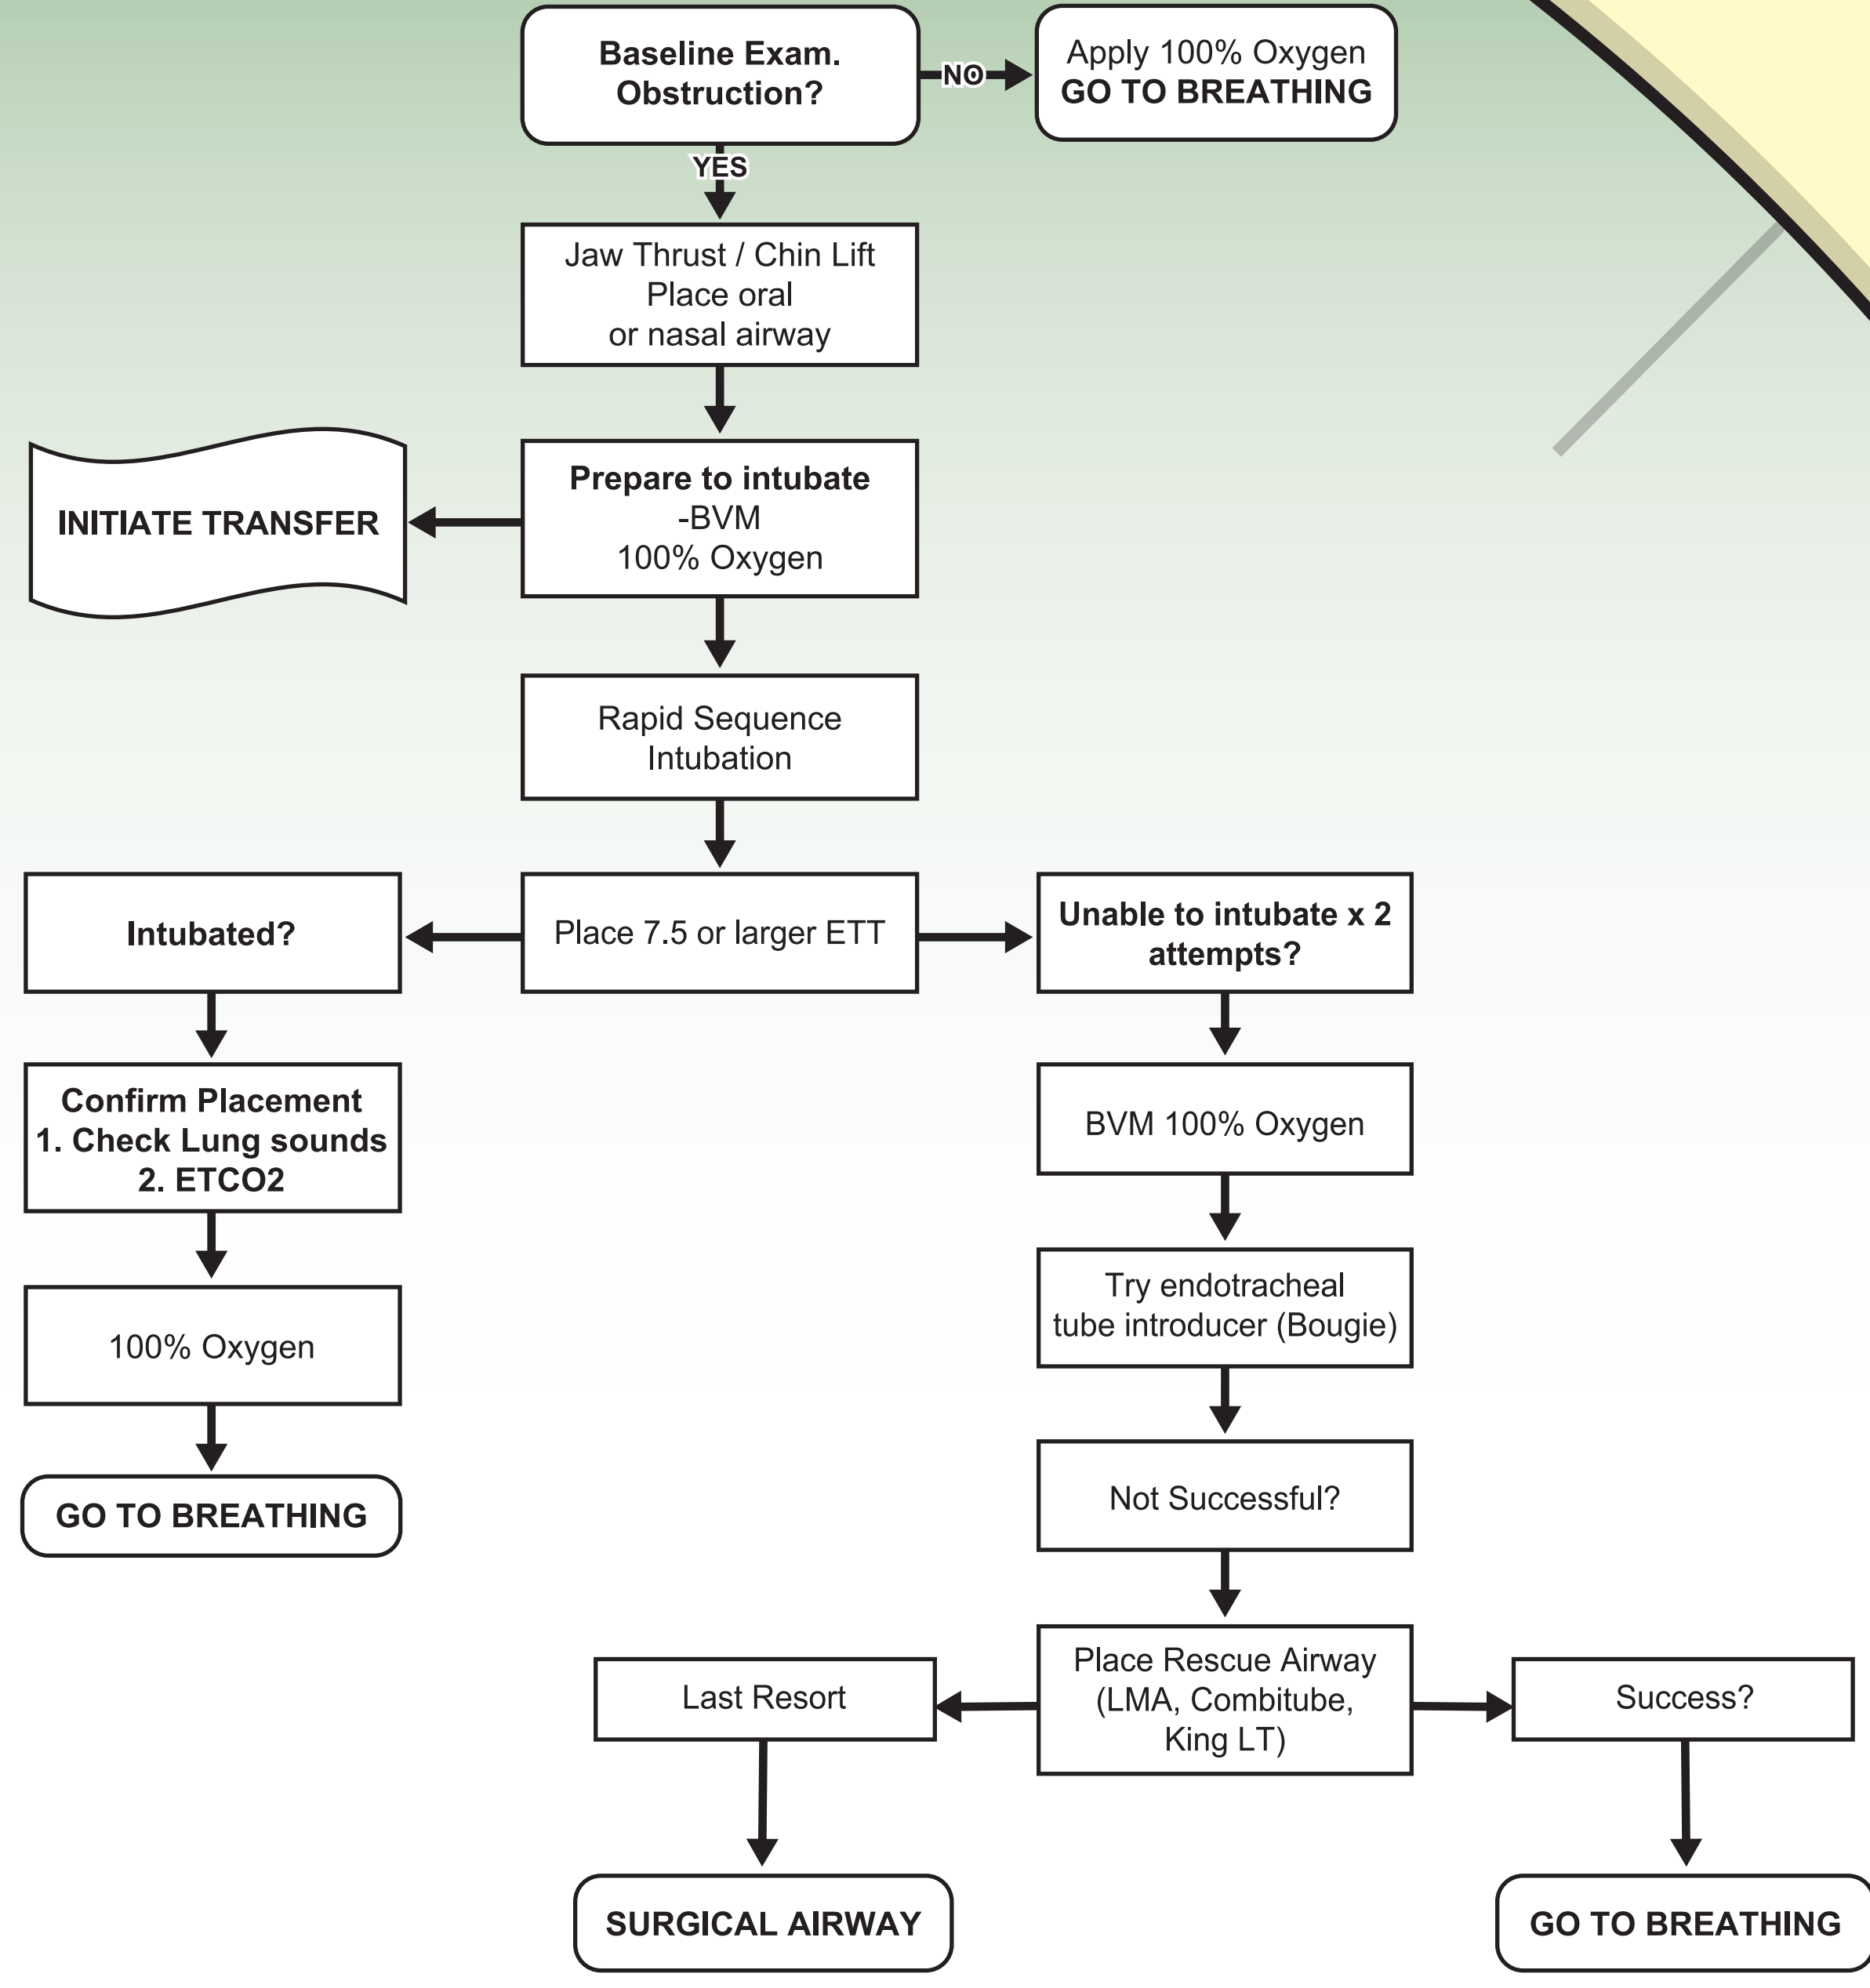 Baseline Exam.
Obstruction?
NO
Apply 100% Oxygen
GO TO BREATHING
YES
Jaw Thrust / Chin Lift
Place oral
or nasal airway
INITIATE TRANSFER
Prepare to intubate
-BVM
100% Oxygen
Rapid Sequence
Intubation
Intubated?
Place 7.5 or larger ETT
Unable to intubate x 2
attempts?
Confirm Placement
1. Check Lung sounds
2. ETCO2
BVM 100% Oxygen
100% Oxygen
Try endotracheal
tube introducer (Bougie)
GO TO BREATHING
Not Successful?
Last Resort
Place Rescue Airway
(LMA, Combitube,
King LT)
Success?
SURGICAL AIRWAY
GO TO BREATHING